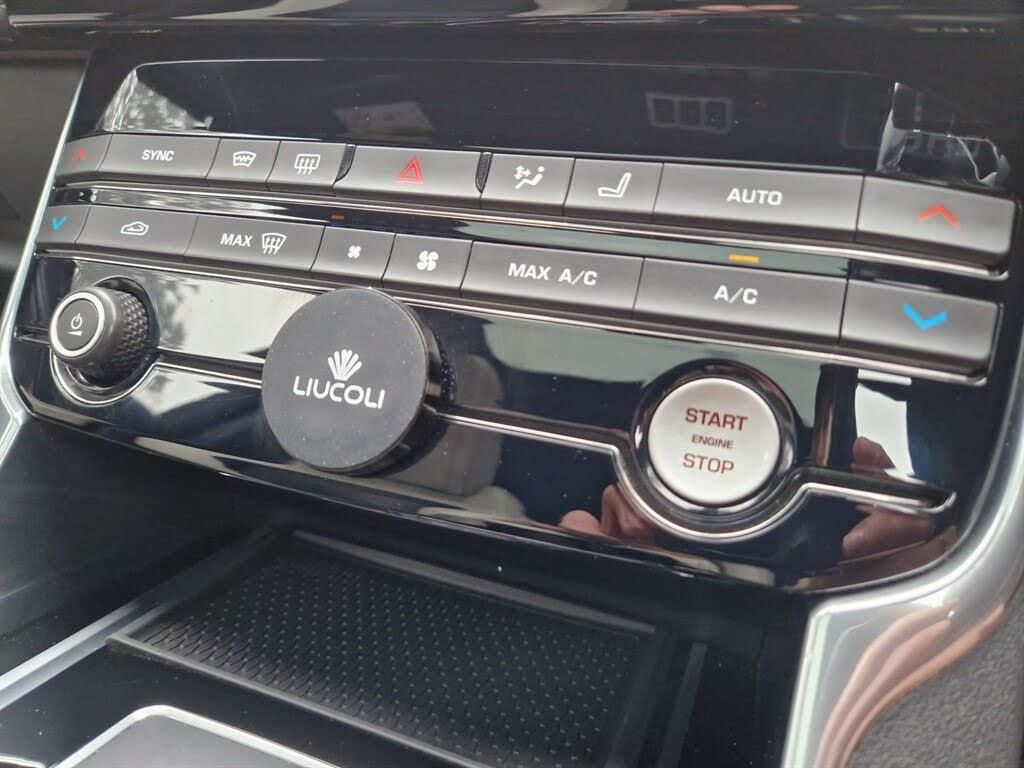 SYNC
AUTO
MAX
MAX A/C
A/C
LIUCOLI
START
ENGINE
STOP